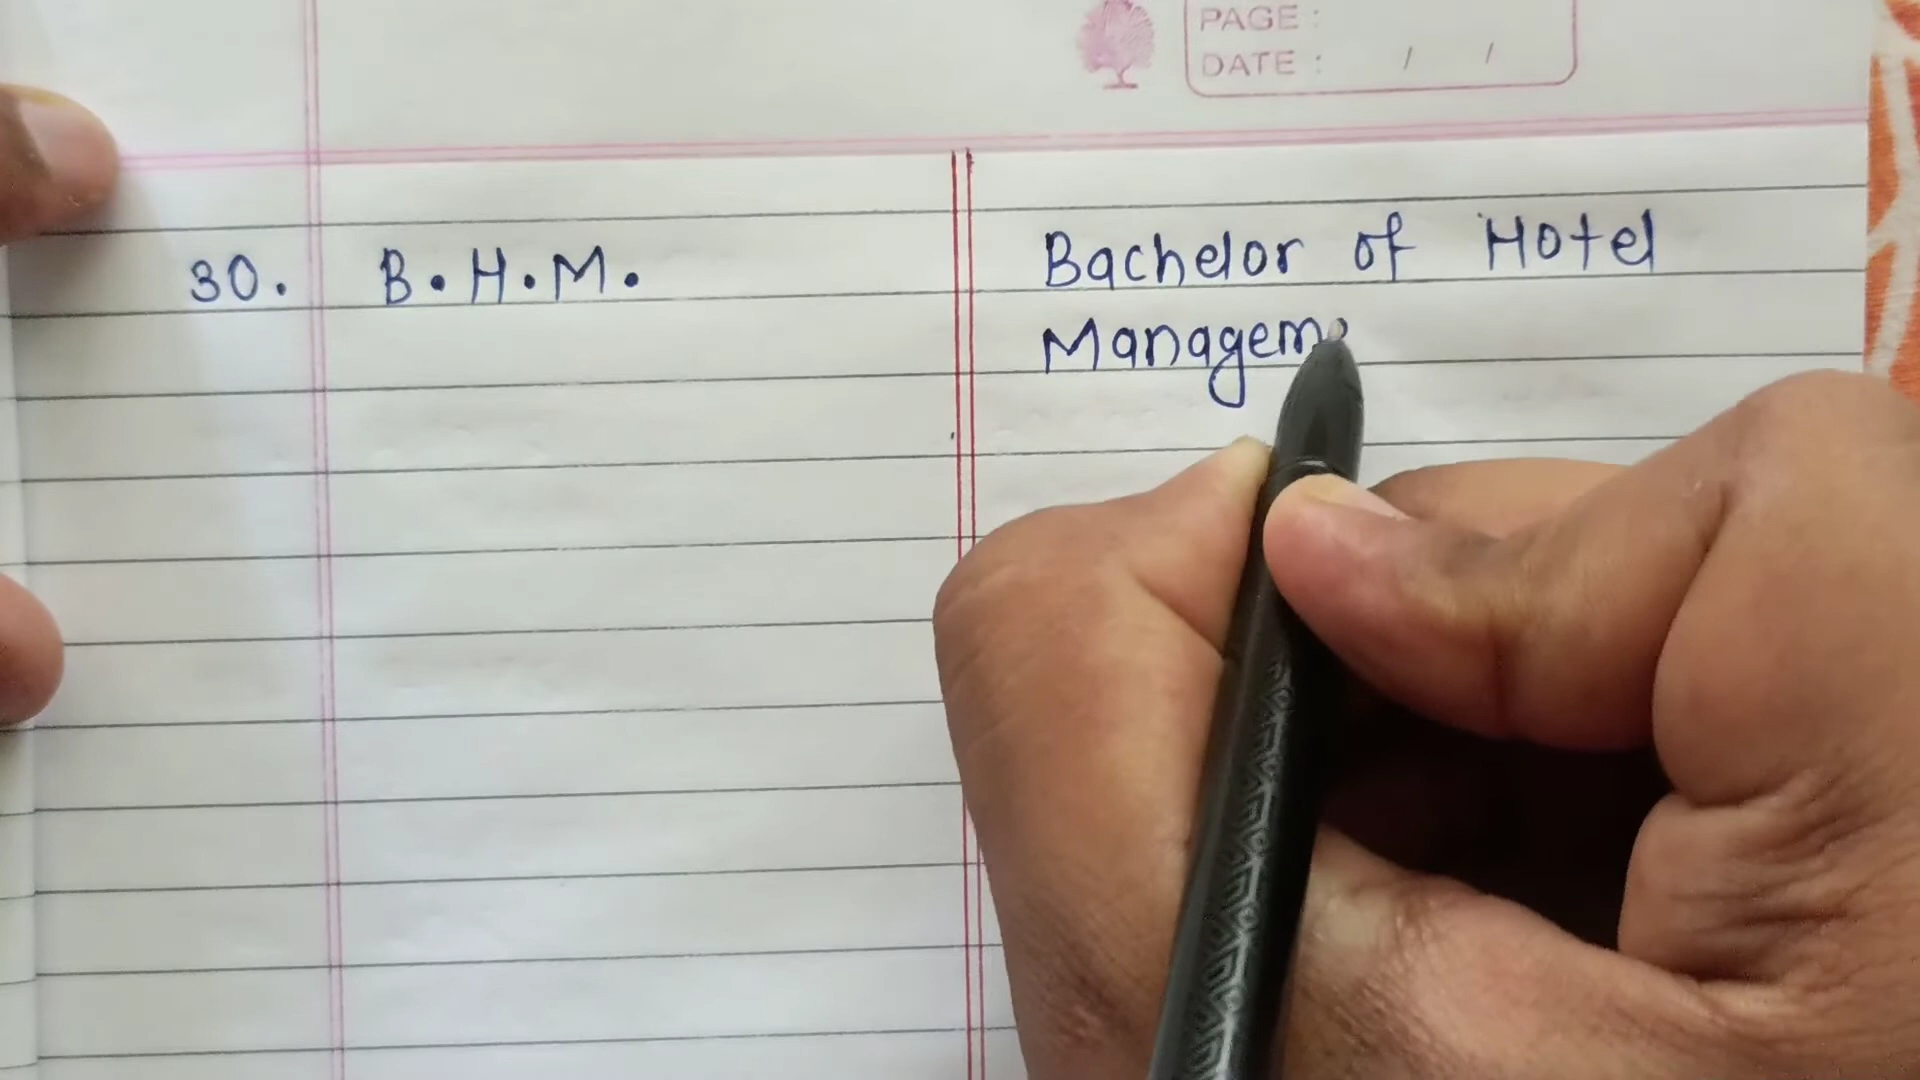 PAGE :
DATE : / /
30. B.H.M. Bachelor of Hotel
Managem